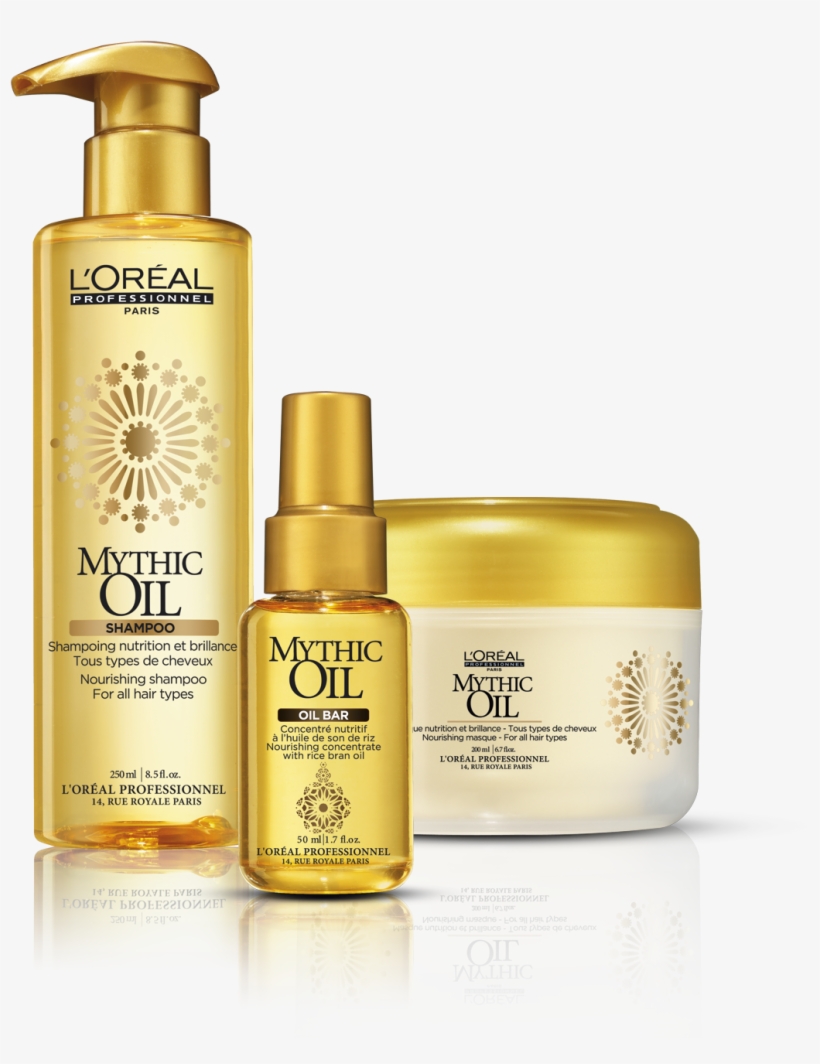 L'ORÉAL
PROFESSIONNEL
PARIS
MYTHIC
OIL
SHAMPOO
Shampoing nutrition et brillance
Tous types de cheveux
Nourishing shampoo
For all hair types
250 ml | 8.5 fl.oz.
L'ORÉAL PROFESSIONNEL
14, RUE ROYALE PARIS
MYTHIC
OIL
OIL BAR
Concentré nutritif
à l'huile de son de riz
Nourishing concentrate
with rice bran oil
50 ml|1.7 fl.oz.
L'ORÉAL PROFESSIONNEL
14, RUE ROYALE PARIS
L'ORÉAL
PROFESSIONNEL
PARIS
MYTHIC
OIL
nutrition et brillance - Tous types de cheveux
Nourishing masque - For all hair types
200 ml | 6.7 fl.oz.
L'ORÉAL PROFESSIONNEL
14, RUE ROYALE PARIS